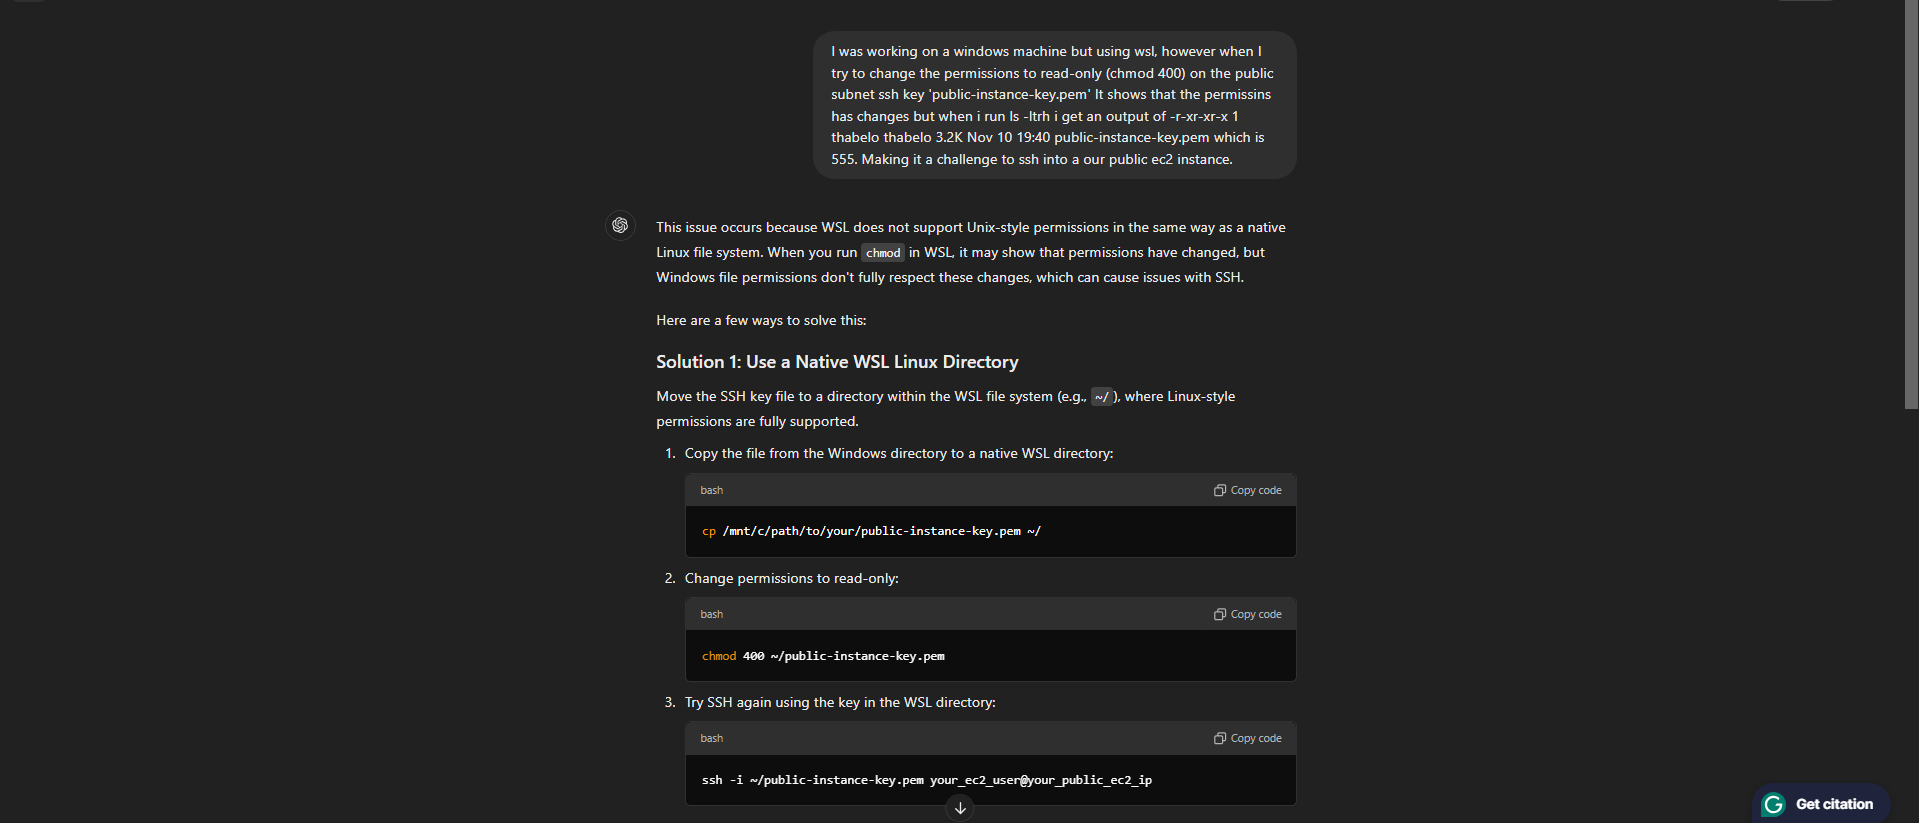 I was working on a windows machine but using wsl, however when I
try to change the permissions to read-only (chmod 400) on the public
subnet ssh key 'public-instance-key.pem' It shows that the permissins
has changes but when i run ls -ltrh i get an output of -r-xr-xr-x 1
thabelo thabelo 3.2K Nov 10 19:40 public-instance-key.pem which is
555. Making it a challenge to ssh into a our public ec2 instance.
This issue occurs because WSL does not support Unix-style permissions in the same way as a native
Linux file system. When you run chmod in WSL, it may show that permissions have changed, but
Windows file permissions don't fully respect these changes, which can cause issues with SSH.
Here are a few ways to solve this:
Solution 1: Use a Native WSL Linux Directory
Move the SSH key file to a directory within the WSL file system (e.g., ~/ ), where Linux-style
permissions are fully supported.
1. Copy the file from the Windows directory to a native WSL directory:
bash Copy code
cp /mnt/c/path/to/your/public-instance-key.pem ~/
2. Change permissions to read-only:
bash Copy code
chmod 400 ~/public-instance-key.pem
3. Try SSH again using the key in the WSL directory:
bash Copy code
ssh -i ~/public-instance-key.pem your_ec2_user@your_public_ec2_ip
Get citation